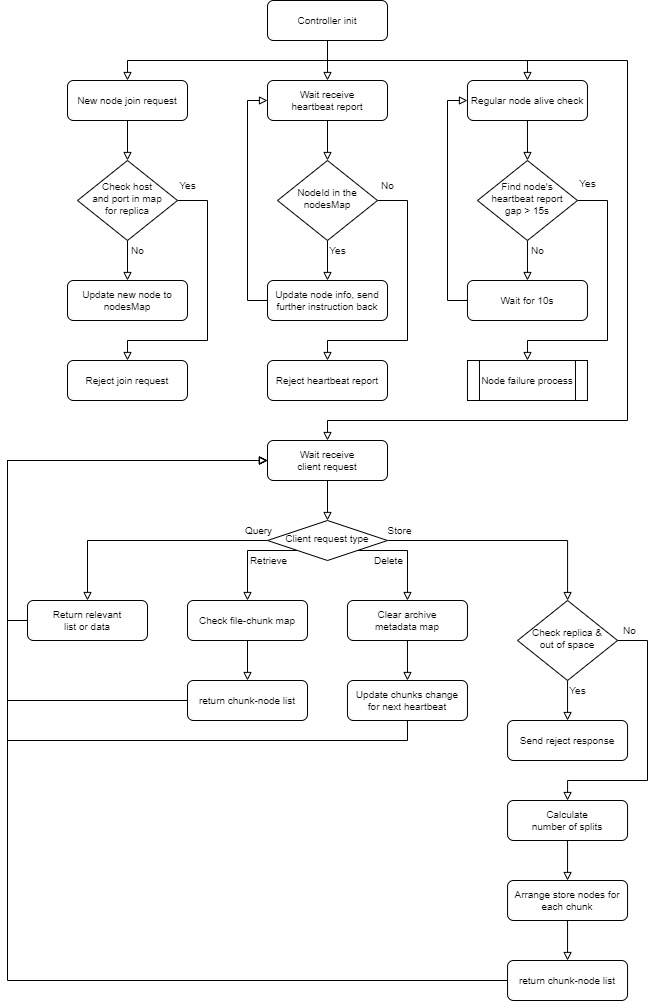 Controller init
New node join request
Wait receive
heartbeat report
Regular node alive check
Check host
and port in map
for replica
Yes
NodeId in the
nodesMap
No
Find node's
heartbeat report
gap > 15s
Yes
No
Yes
No
Update new node to
nodesMap
Update node info, send
further instruction back
Wait for 10s
Reject join request
Reject heartbeat report
Node failure process
Wait receive
client request
Query
Client request type
Store
Retrieve
Delete
Return relevant
list or data
Check file-chunk map
Clear archive
metadata map
Check replica &
out of space
No
Yes
return chunk-node list
Update chunks change
for next heartbeat
Send reject response
Calculate
number of splits
Arrange store nodes for
each chunk
return chunk-node list